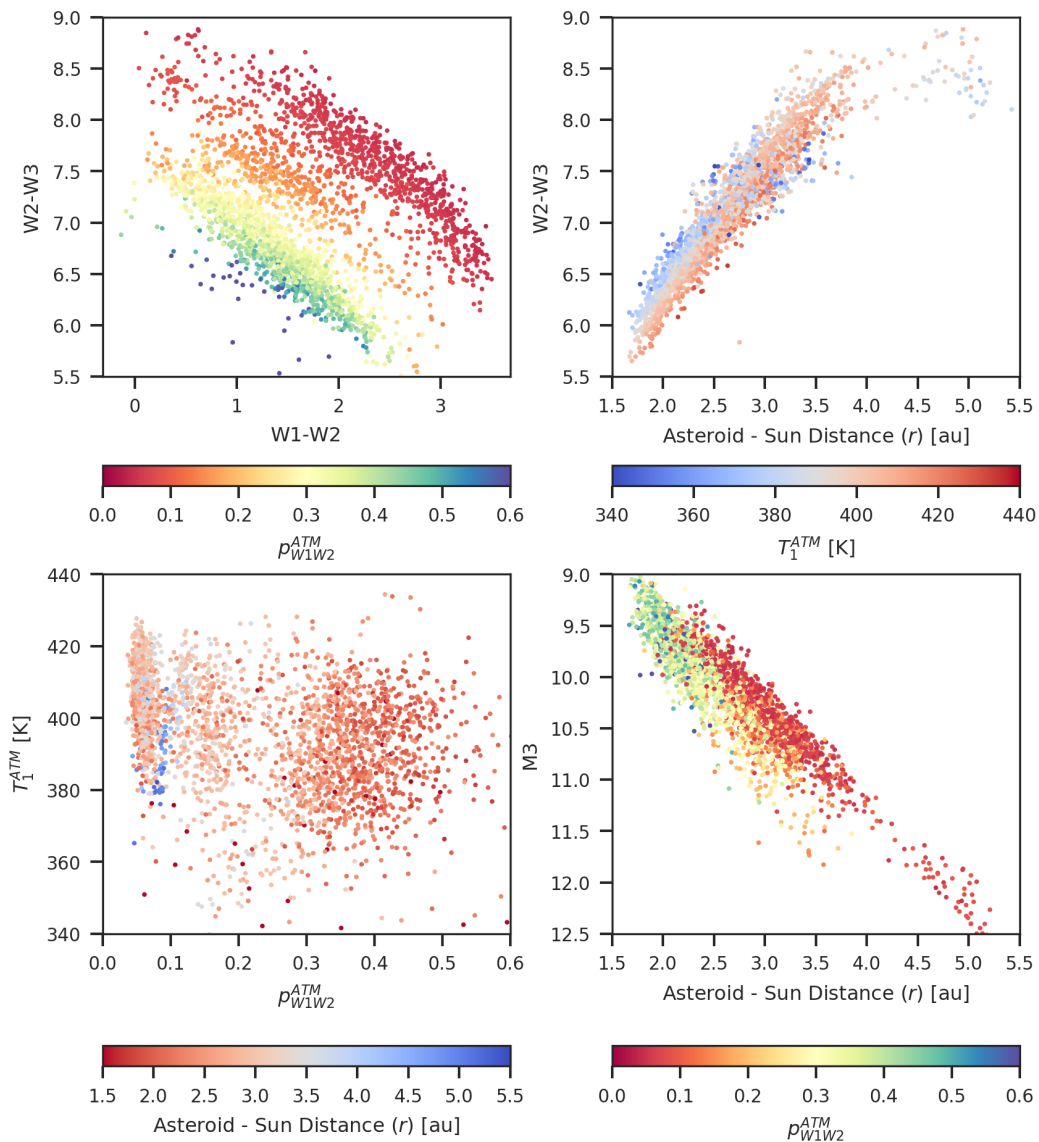 9.0
8.5
8.0
7.5
7.0
6.5
6.0
5.5
W2-W3
0 1 2 3
W1-W2
0.0 0.1 0.2 0.3 0.4 0.5 0.6
p_{W1W2}^{ATM}
9.0
8.5
8.0
7.5
7.0
6.5
6.0
5.5
W2-W3
1.5 2.0 2.5 3.0 3.5 4.0 4.5 5.0 5.5
Asteroid - Sun Distance (r) [au]
340 360 380 400 420 440
T_1^{ATM} [K]
440
420
400
380
360
340
T_1^{ATM} [K]
0.0 0.1 0.2 0.3 0.4 0.5 0.6
p_{W1W2}^{ATM}
1.5 2.0 2.5 3.0 3.5 4.0 4.5 5.0 5.5
Asteroid - Sun Distance (r) [au]
9.0
9.5
10.0
10.5
11.0
11.5
12.0
12.5
M3
1.5 2.0 2.5 3.0 3.5 4.0 4.5 5.0 5.5
Asteroid - Sun Distance (r) [au]
0.0 0.1 0.2 0.3 0.4 0.5 0.6
p_{W1W2}^{ATM}